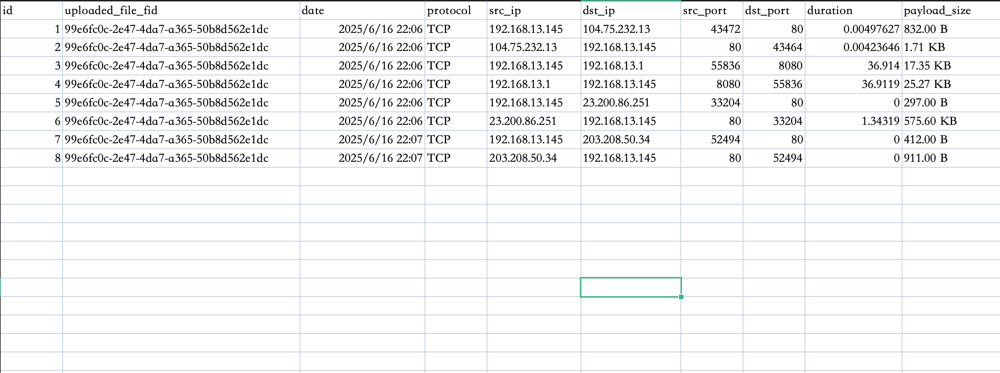 id uploaded_file_fid date protocol src_ip dst_ip src_port dst_port duration payload_size
1 99e6fc0c-2e47-4da7-a365-50b8d562e1dc 2025/6/16 22:06 TCP 192.168.13.145 104.75.232.13 43472 80 0.00497627 832.00 B
2 99e6fc0c-2e47-4da7-a365-50b8d562e1dc 2025/6/16 22:06 TCP 104.75.232.13 192.168.13.145 80 43464 0.00423646 1.71 KB
3 99e6fc0c-2e47-4da7-a365-50b8d562e1dc 2025/6/16 22:06 TCP 192.168.13.145 192.168.13.1 55836 8080 36.914 17.35 KB
4 99e6fc0c-2e47-4da7-a365-50b8d562e1dc 2025/6/16 22:06 TCP 192.168.13.1 192.168.13.145 8080 55836 36.9119 25.27 KB
5 99e6fc0c-2e47-4da7-a365-50b8d562e1dc 2025/6/16 22:06 TCP 192.168.13.145 23.200.86.251 33204 80 0 297.00 B
6 99e6fc0c-2e47-4da7-a365-50b8d562e1dc 2025/6/16 22:06 TCP 23.200.86.251 192.168.13.145 80 33204 1.34319 575.60 KB
7 99e6fc0c-2e47-4da7-a365-50b8d562e1dc 2025/6/16 22:07 TCP 192.168.13.145 203.208.50.34 52494 80 0 412.00 B
8 99e6fc0c-2e47-4da7-a365-50b8d562e1dc 2025/6/16 22:07 TCP 203.208.50.34 192.168.13.145 80 52494 0 911.00 B